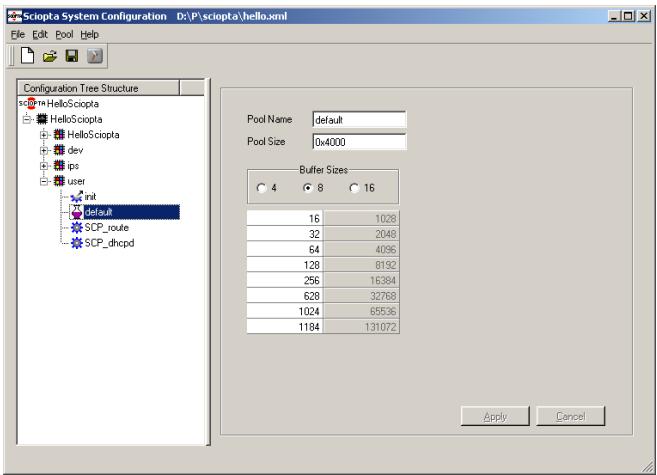 Sciopta System Configuration D:\P\sciopta\hello.xml
File Edit Pool Help
Configuration Tree Structure
SCIOPTA HelloSciopta
HelloSciopta
HelloSciopta
dev
ips
user
init
default
SCP_route
SCP_dhcpd
Pool Name default
Pool Size 0x4000
Buffer Sizes
4 8 16
16 1028
32 2048
64 4096
128 8192
256 16384
628 32768
1024 65536
1184 131072
Apply Cancel